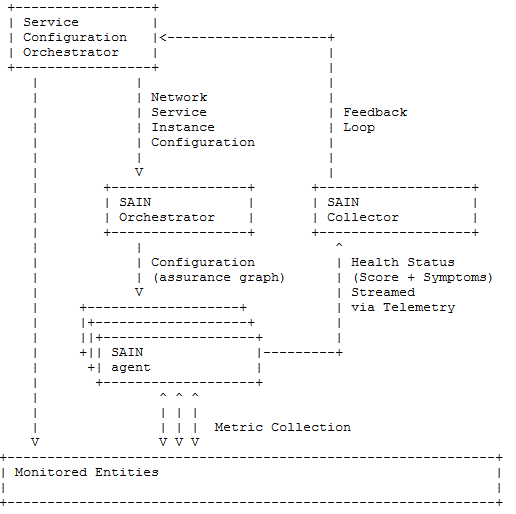 Service
Configuration
Orchestrator
Network
Service
Instance
Configuration
Feedback
Loop
SAIN
Orchestrator
SAIN
Collector
Configuration
(assurance graph)
Health Status
(Score + Symptoms)
Streamed
via Telemetry
SAIN
agent
Metric Collection
Monitored Entities